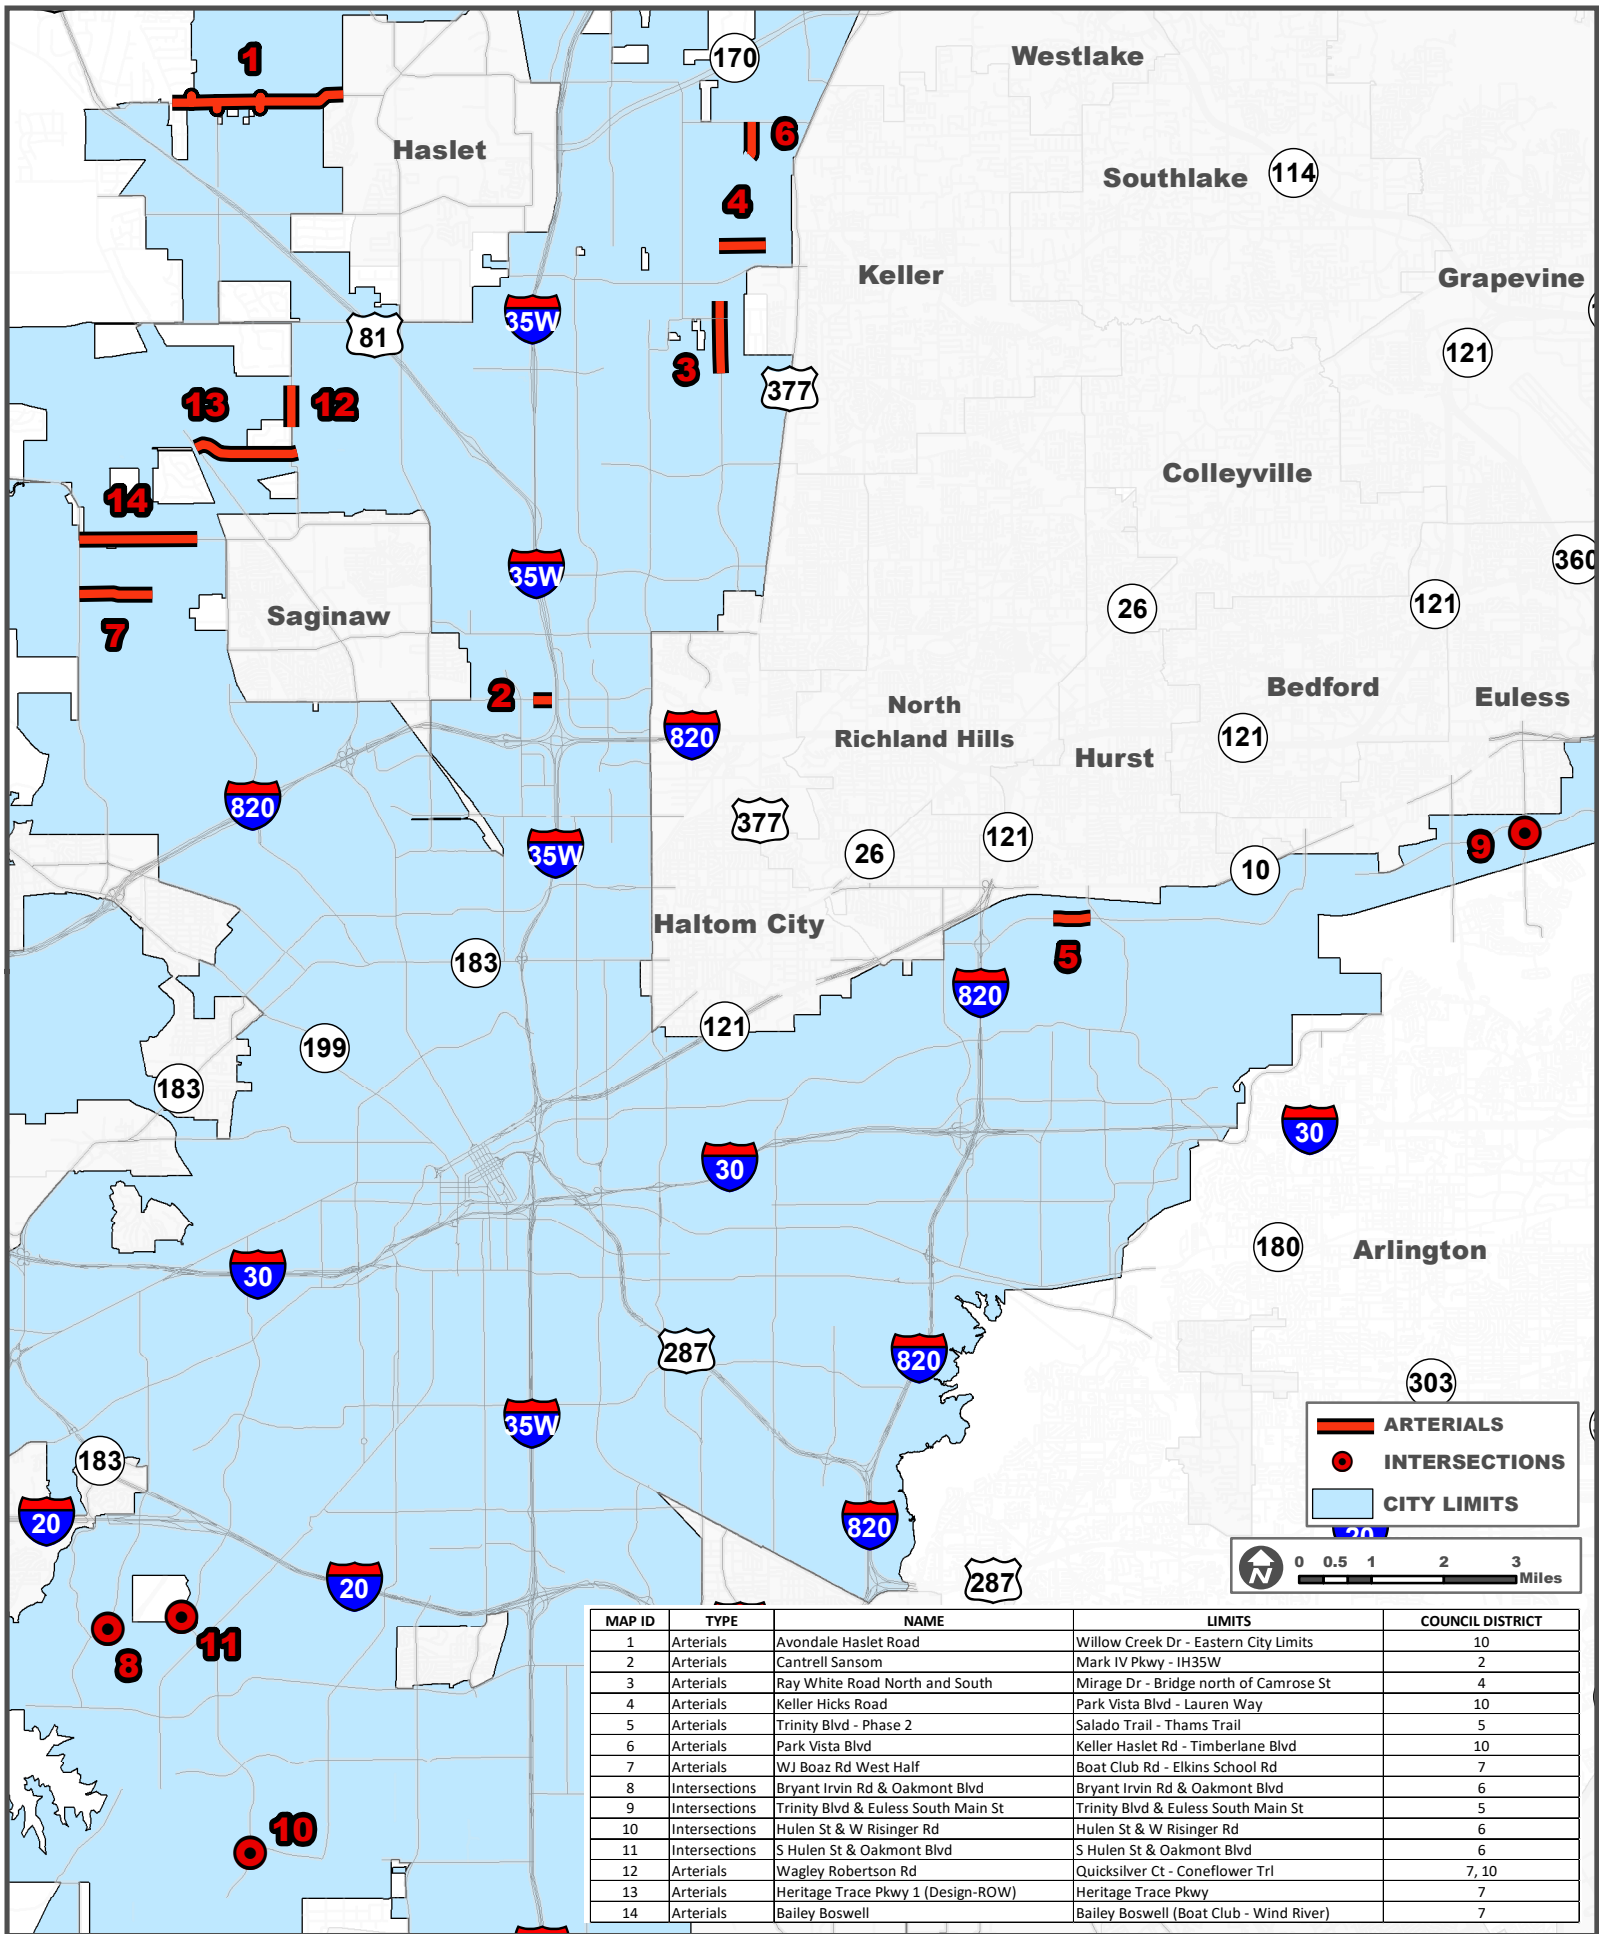 1
170
Westlake
6
Haslet
Southlake 114
4
Keller
Grapevine
35W
81
121
3
377
13 12
Colleyville
14
360
35W
26
121
Saginaw
7
Bedford
Euless
2
North
Richland Hills
820
121
Hurst
820
377
121
9
35W
26
10
Haltom City
5
183
820
121
199
183
30
30
180 Arlington
30
287
820
303
35W
ARTERIALS
183
INTERSECTIONS
CITY LIMITS
20
820
20
N
0 0.5 1 2 3
Miles
20
287
11
8
10
MAP ID TYPE NAME LIMITS COUNCIL DISTRICT
1 Arterials Avondale Haslet Road Willow Creek Dr - Eastern City Limits 10
2 Arterials Cantrell Sansom Mark IV Pkwy - IH35W 2
3 Arterials Ray White Road North and South Mirage Dr - Bridge north of Camrose St 4
4 Arterials Keller Hicks Road Park Vista Blvd - Lauren Way 10
5 Arterials Trinity Blvd - Phase 2 Salado Trail - Thams Trail 5
6 Arterials Park Vista Blvd Keller Haslet Rd - Timberlane Blvd 10
7 Arterials WJ Boaz Rd West Half Boat Club Rd - Elkins School Rd 7
8 Intersections Bryant Irvin Rd & Oakmont Blvd Bryant Irvin Rd & Oakmont Blvd 6
9 Intersections Trinity Blvd & Euless South Main St Trinity Blvd & Euless South Main St 5
10 Intersections Hulen St & W Risinger Rd Hulen St & W Risinger Rd 6
11 Intersections S Hulen St & Oakmont Blvd S Hulen St & Oakmont Blvd 6
12 Arterials Wagley Robertson Rd Quicksilver Ct - Coneflower Trl 7, 10
13 Arterials Heritage Trace Pkwy 1 (Design-ROW) Heritage Trace Pkwy 7
14 Arterials Bailey Boswell Bailey Boswell (Boat Club - Wind River) 7